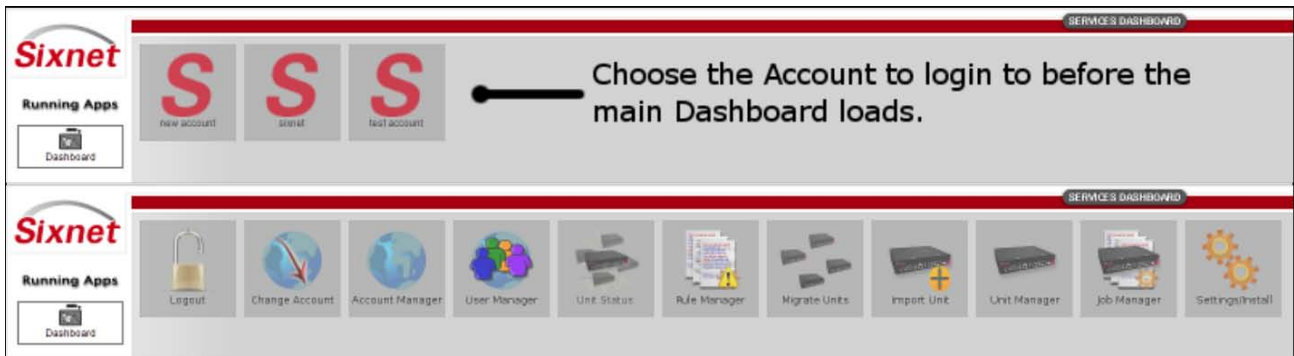 SERVICES DASHBOARD
Sixnet
Running Apps
Dashboard
new account
sixnet
test account
Choose the Account to login to before the
main Dashboard loads.
SERVICES DASHBOARD
Sixnet
Running Apps
Dashboard
Logout
Change Account
Account Manager
User Manager
Unit Status
Rule Manager
Migrate Units
Import Unit
Unit Manager
Job Manager
Settings/Install